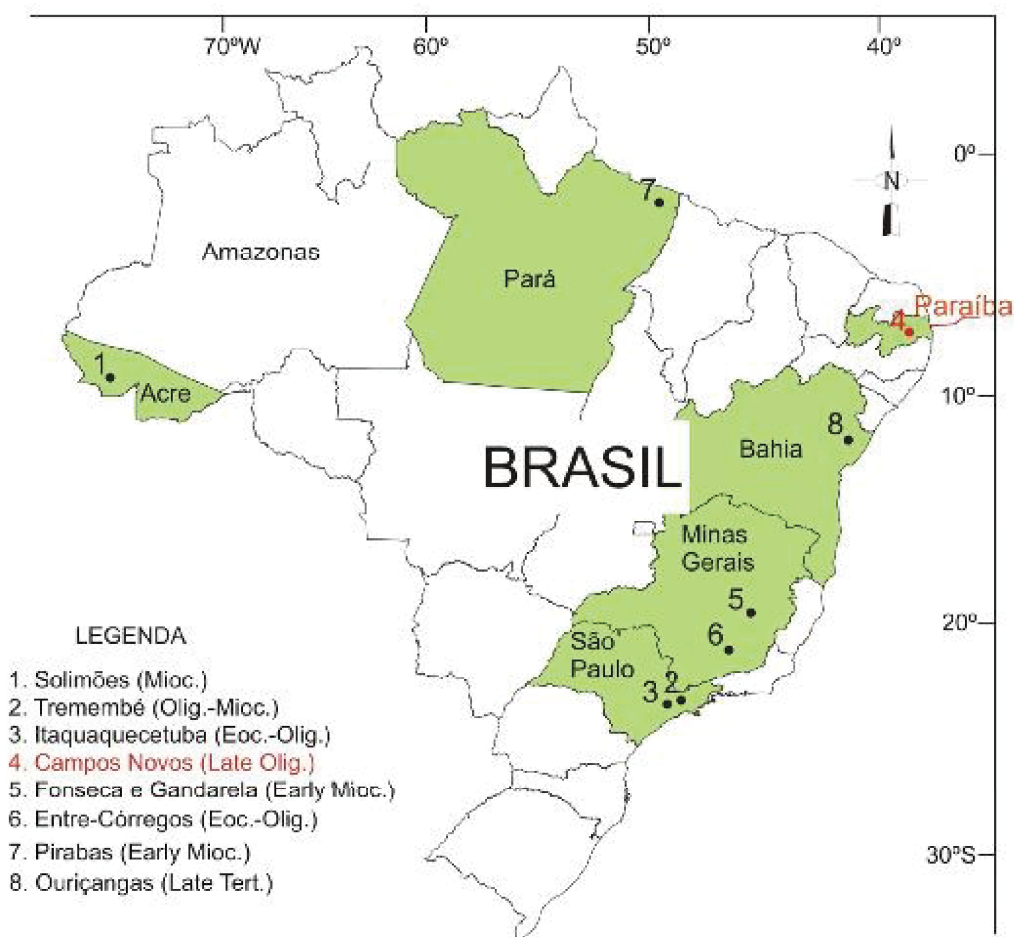 70ºW 60º 50º 40º
0º
N
7
Amazonas
Pará
Paraíba
4
1
Acre
10º
8
Bahia
BRASIL
Minas
Gerais
5
20º
6
São
Paulo
2
3
LEGENDA
1. Solimões (Mioc.)
2. Tremembé (Olig.-Mioc.)
3. Itaquaquecetuba (Eoc.-Olig.)
4. Campos Novos (Late Olig.)
5. Fonseca e Gandarela (Early Mioc.)
6. Entre-Córregos (Eoc.-Olig.)
7. Pirabas (Early Mioc.)
8. Ouriçangas (Late Tert.)
30ºS